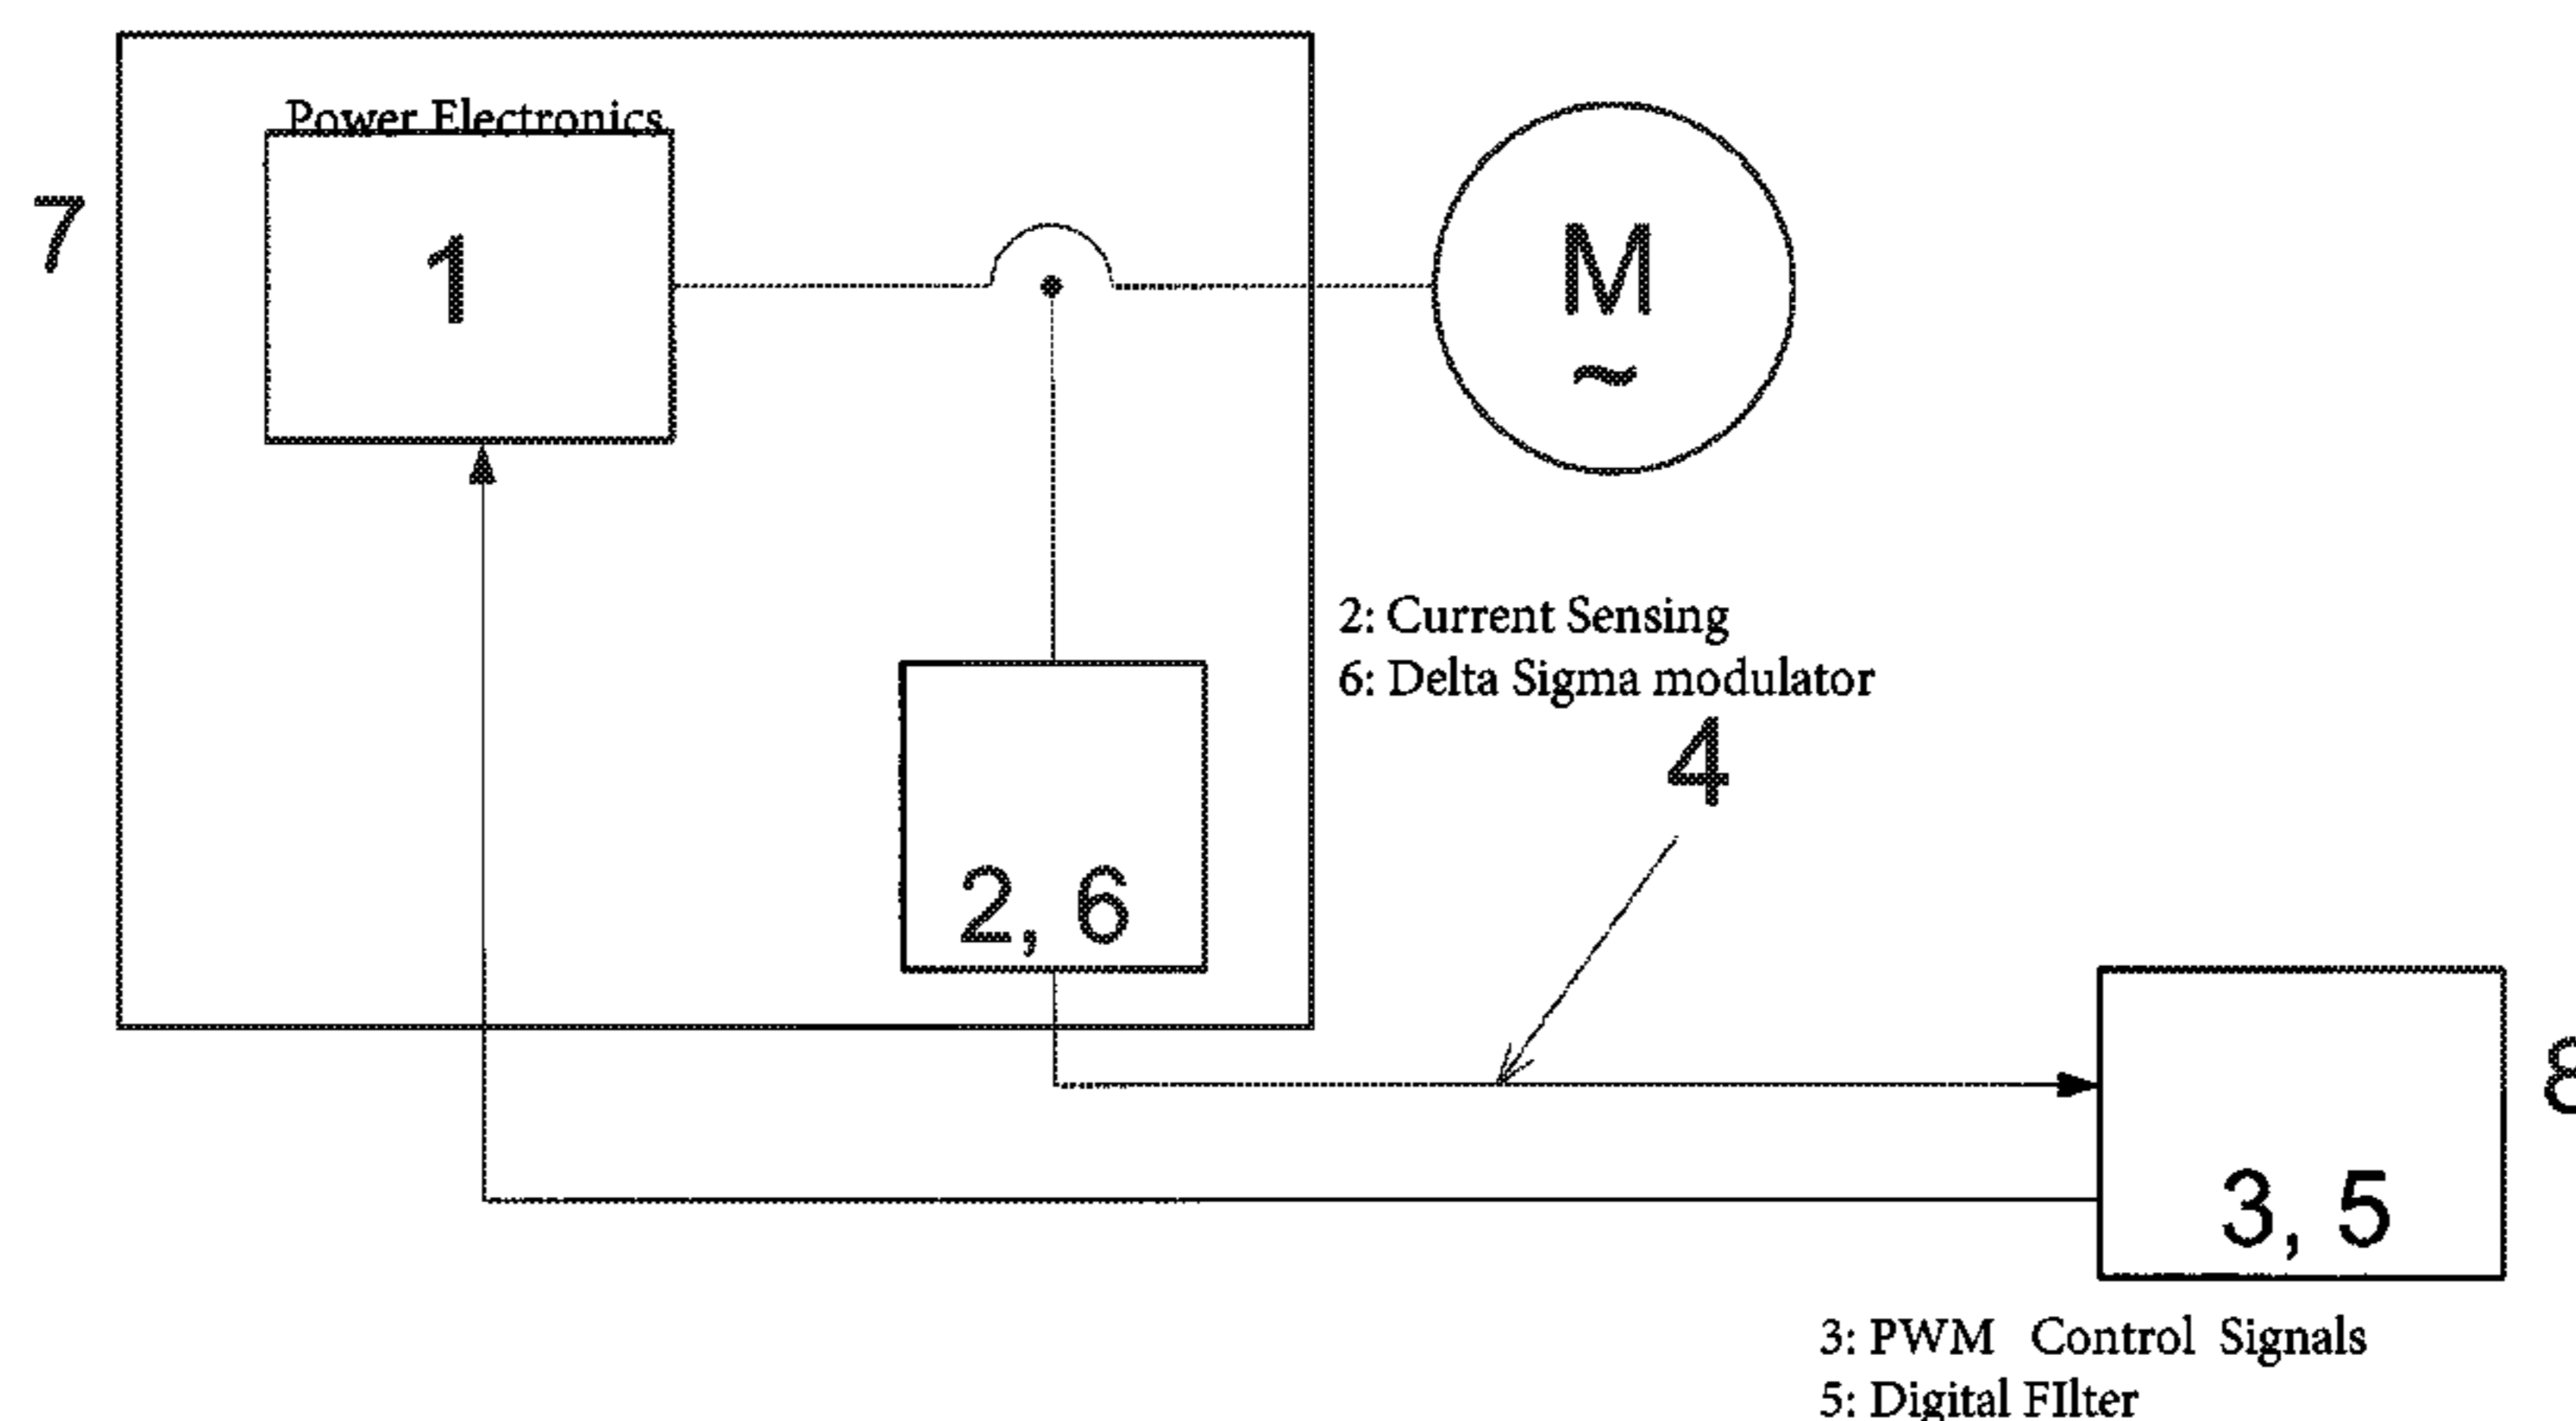 Power Electronics
7
1
M
~
2: Current Sensing
6: Delta Sigma modulator
4
2, 6
8
3, 5
3: PWM Control Signals
5: Digital FIlter